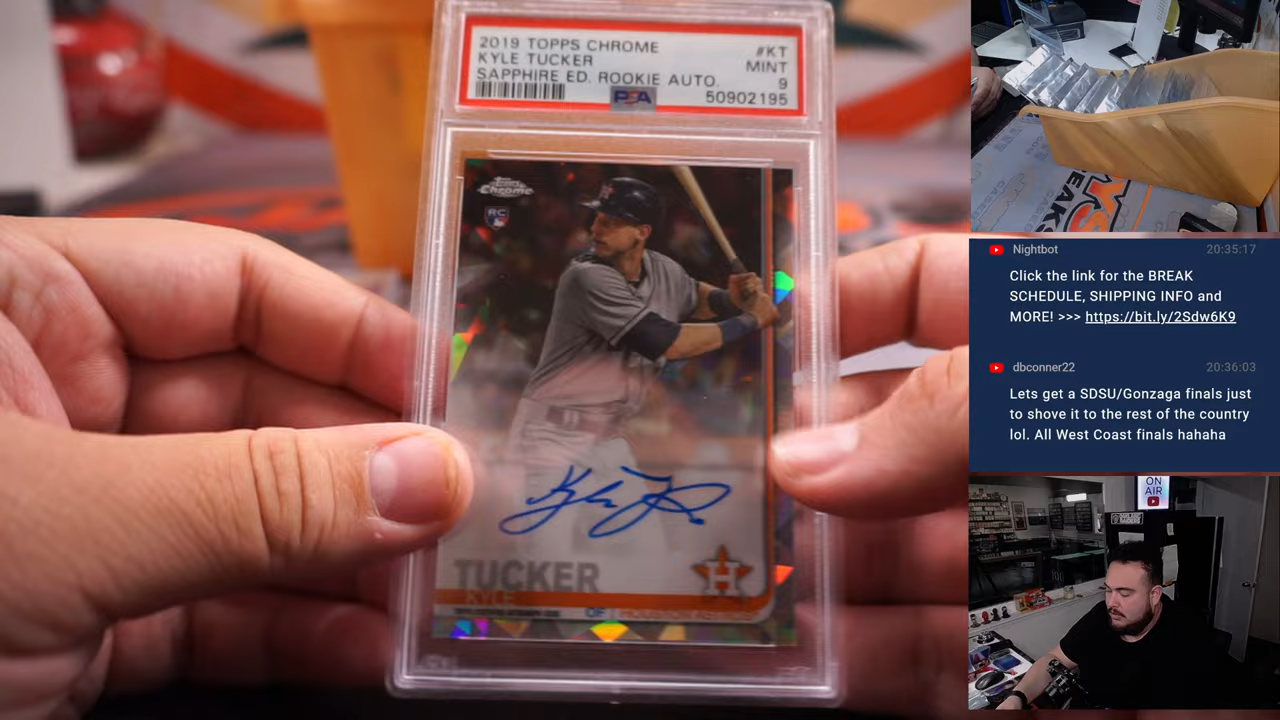 2019 TOPPS CHROME #KT
KYLE TUCKER MINT
SAPPHIRE ED. ROOKIE AUTO. 9
PSA 50902195
Topps
Chrome
RC
TUCKER
KYLE
OF
H
Nightbot 20:35:17
Click the link for the BREAK
SCHEDULE, SHIPPING INFO and
MORE! >>> https://bit.ly/2Sdw6K9
dbconner22 20:36:03
Lets get a SDSU/Gonzaga finals just
to shove it to the rest of the country
lol. All West Coast finals hahaha
ON
AIR